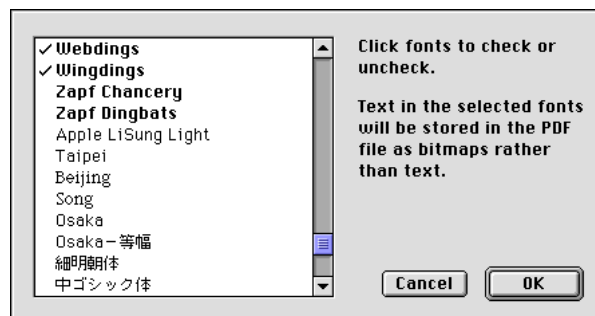 ✓ Webdings
✓ Wingdings
Zapf Chancery
Zapf Dingbats
Apple LiSung Light
Taipei
Beijing
Song
Osaka
Osaka－等幅
細明朝体
中ゴシック体
Click fonts to check or
uncheck.
Text in the selected fonts
will be stored in the PDF
file as bitmaps rather
than text.
Cancel
OK